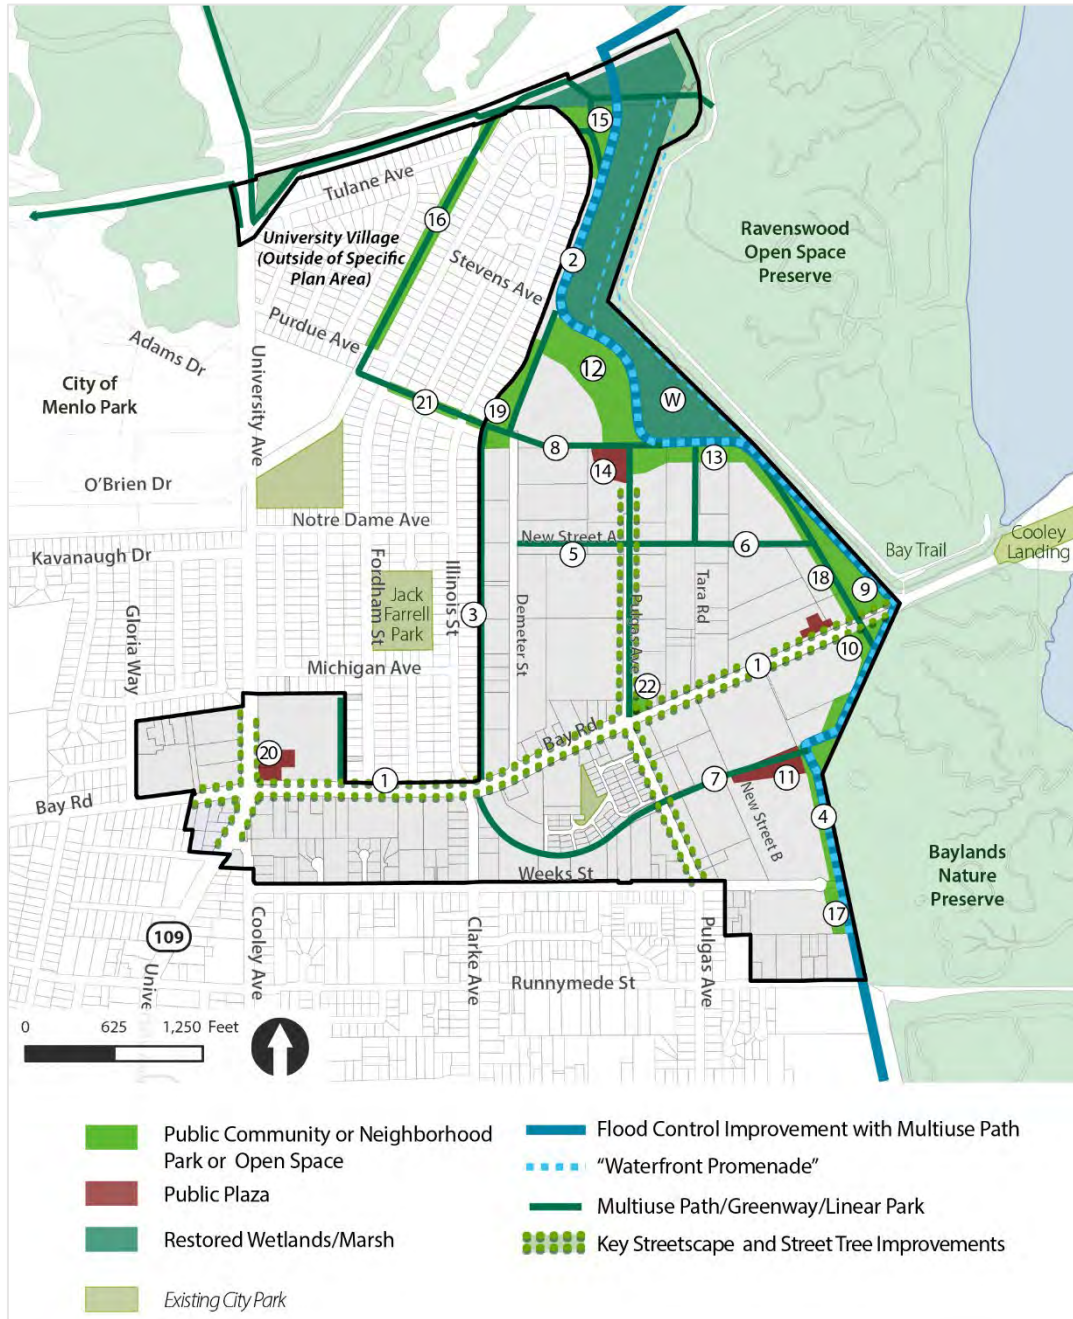 15
Tulane Ave
16
University Village
(Outside of Specific
Plan Area)
Ravenswood
Open Space
Preserve
2
Stevens Ave
Purdue Ave
Adams Dr
University Ave
City of
Menlo Park
12
W
21
19
8
13
14
O'Brien Dr
Notre Dame Ave
New Street A
5
6
Kavanaugh Dr
Bay Trail
Cooley
Landing
Fordham St
Illinois St
Jack
Farrell
Park
3
Demeter St
Pulgas Ave
Tara Rd
18
9
Gloria Way
Michigan Ave
10
1
22
Bay Rd
20
1
Bay Rd
7
11
New Street B
4
Baylands
Nature
Preserve
Weeks St
17
109
Cooley Ave
Clarke Ave
Pulgas Ave
Unive
Runnymede St
0 625 1,250 Feet
Public Community or Neighborhood
Park or Open Space
Public Plaza
Restored Wetlands/Marsh
Existing City Park
Flood Control Improvement with Multiuse Path
"Waterfront Promenade"
Multiuse Path/Greenway/Linear Park
Key Streetscape and Street Tree Improvements